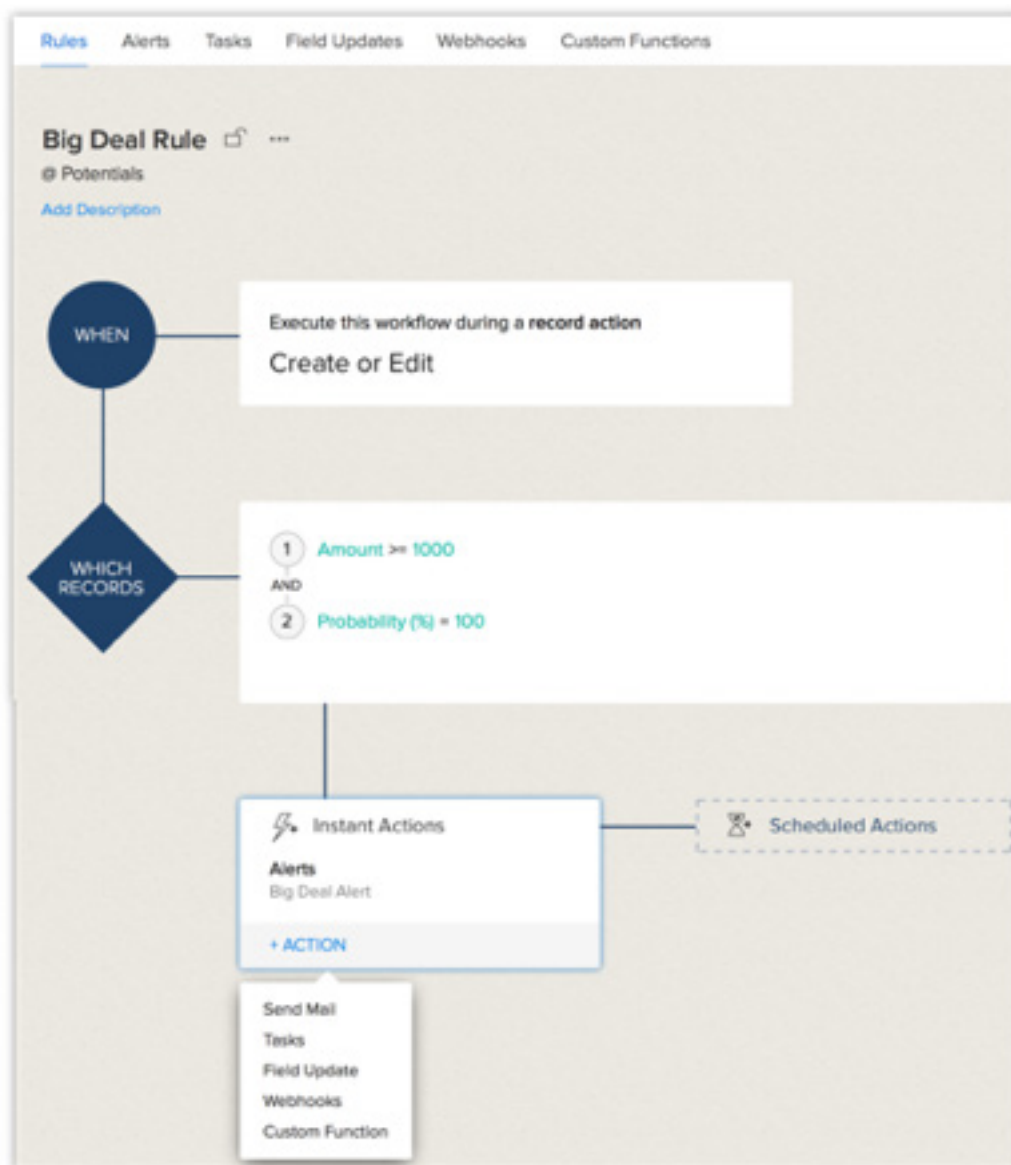 Rules Alerts Tasks Field Updates Webhooks Custom Functions
Big Deal Rule
@ Potentials
Add Description
WHEN
Execute this workflow during a record action
Create or Edit
WHICH
RECORDS
1 Amount >= 1000
AND
2 Probability (%) = 100
Instant Actions
Scheduled Actions
Alerts
Big Deal Alert
+ ACTION
Send Mail
Tasks
Field Update
Webhooks
Custom Function